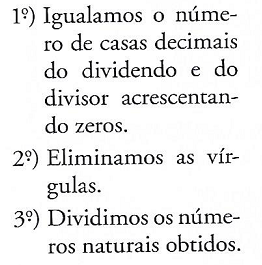 1º) Igualamos o núme-
ro de casas decimais
do dividendo e do
divisor acrescentan-
do zeros.
2º) Eliminamos as vír-
gulas.
3º) Dividimos os núme-
ros naturais obtidos.